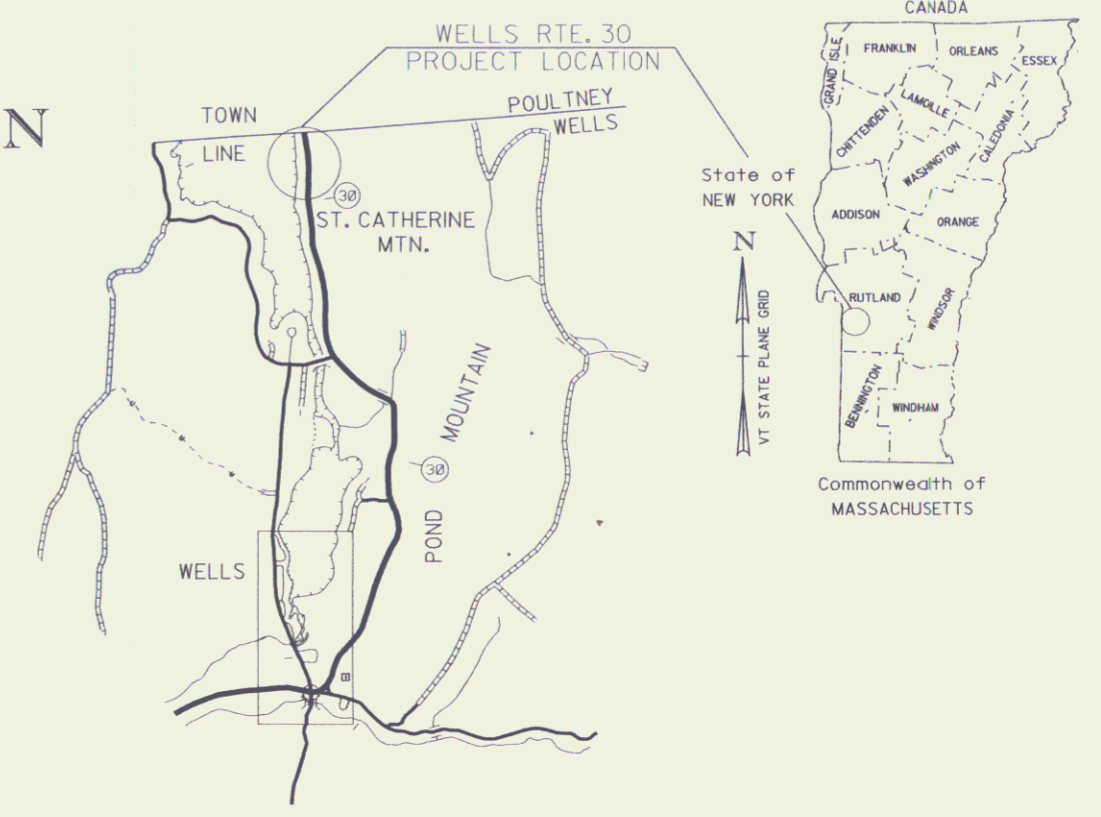 CANADA
WELLS RTE. 30
PROJECT LOCATION
GRAND ISLE
FRANKLIN
ORLEANS
ESSEX
LAMOILLE
CHITTENDEN
CALEDONIA
WASHINGTON
State of
NEW YORK
ADDISON
ORANGE
RUTLAND
WINDSOR
BENNINGTON
WINDHAM
Commonwealth of
MASSACHUSETTS
N
VT STATE PLANE GRID
N
TOWN
LINE
POULTNEY
WELLS
30
ST. CATHERINE
MTN.
POND MOUNTAIN
30
WELLS